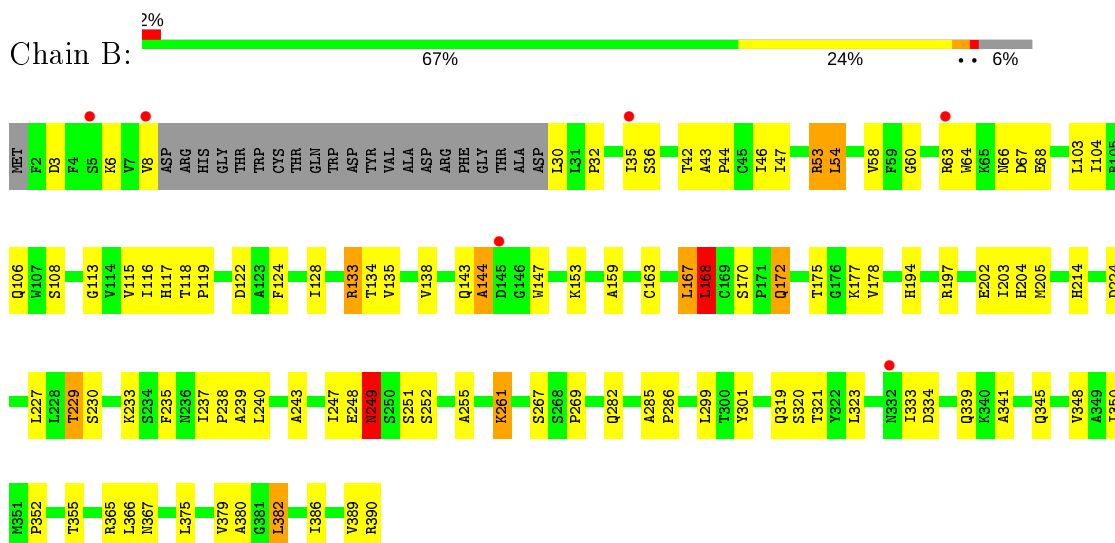 2%
Chain B:
67% 24% • • 6%
MET F2 D3 F4 S5 K6 V7 V8 ASP ARG HIS GLY THR TRP CYS THR GLN TRP ASP TYR VAL ALA ASP ARG PHE GLY THR ALA ASP L30 L31 P32 I35 S36 T42 A43 P44 C45 I46 I47 R53 L54 V58 F59 G60 R63 W64 K65 N66 D67 E68 L103 I104 R105
Q106 W107 S108 G113 V114 V115 I116 H117 T118 P119 D122 A123 F124 I128 R133 T134 V135 V138 Q143 A144 D145 G146 W147 K153 A159 C163 L167 L168 C169 S170 P171 Q172 T175 G176 K177 V178 H194 R197 E202 I203 H204 M205 H214 D224
L227 L228 T229 S230 K233 S234 F235 N236 I237 P238 A239 L240 A243 I247 E248 N249 S250 S251 S252 A255 K261 S267 S268 P269 Q282 A285 P286 L299 T300 Y301 Q319 S320 T321 Y322 L323 N332 I333 D334 Q339 K340 A341 Q345 V348 A349 I350
M351 P352 T355 R365 L366 N367 L375 V379 A380 G381 L382 I386 V389 R390